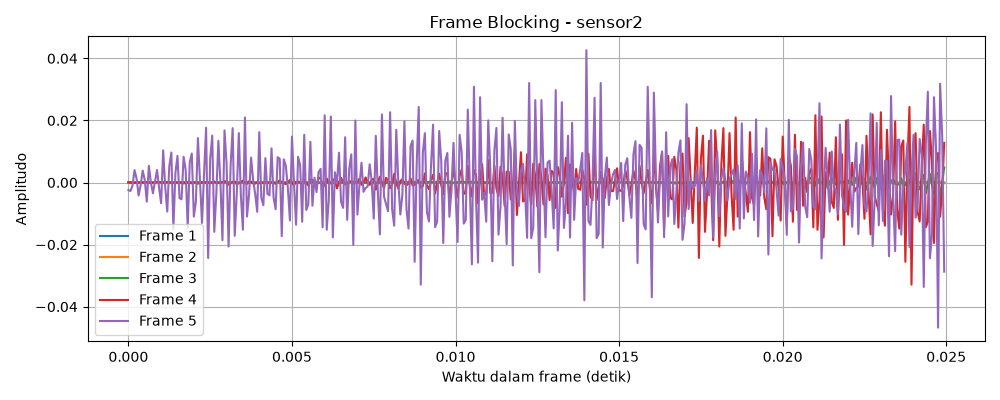 Frame Blocking - sensor2
Amplitudo
0.04
0.02
0.00
−0.02
−0.04
Frame 1
Frame 2
Frame 3
Frame 4
Frame 5
0.000 0.005 0.010 0.015 0.020 0.025
Waktu dalam frame (detik)